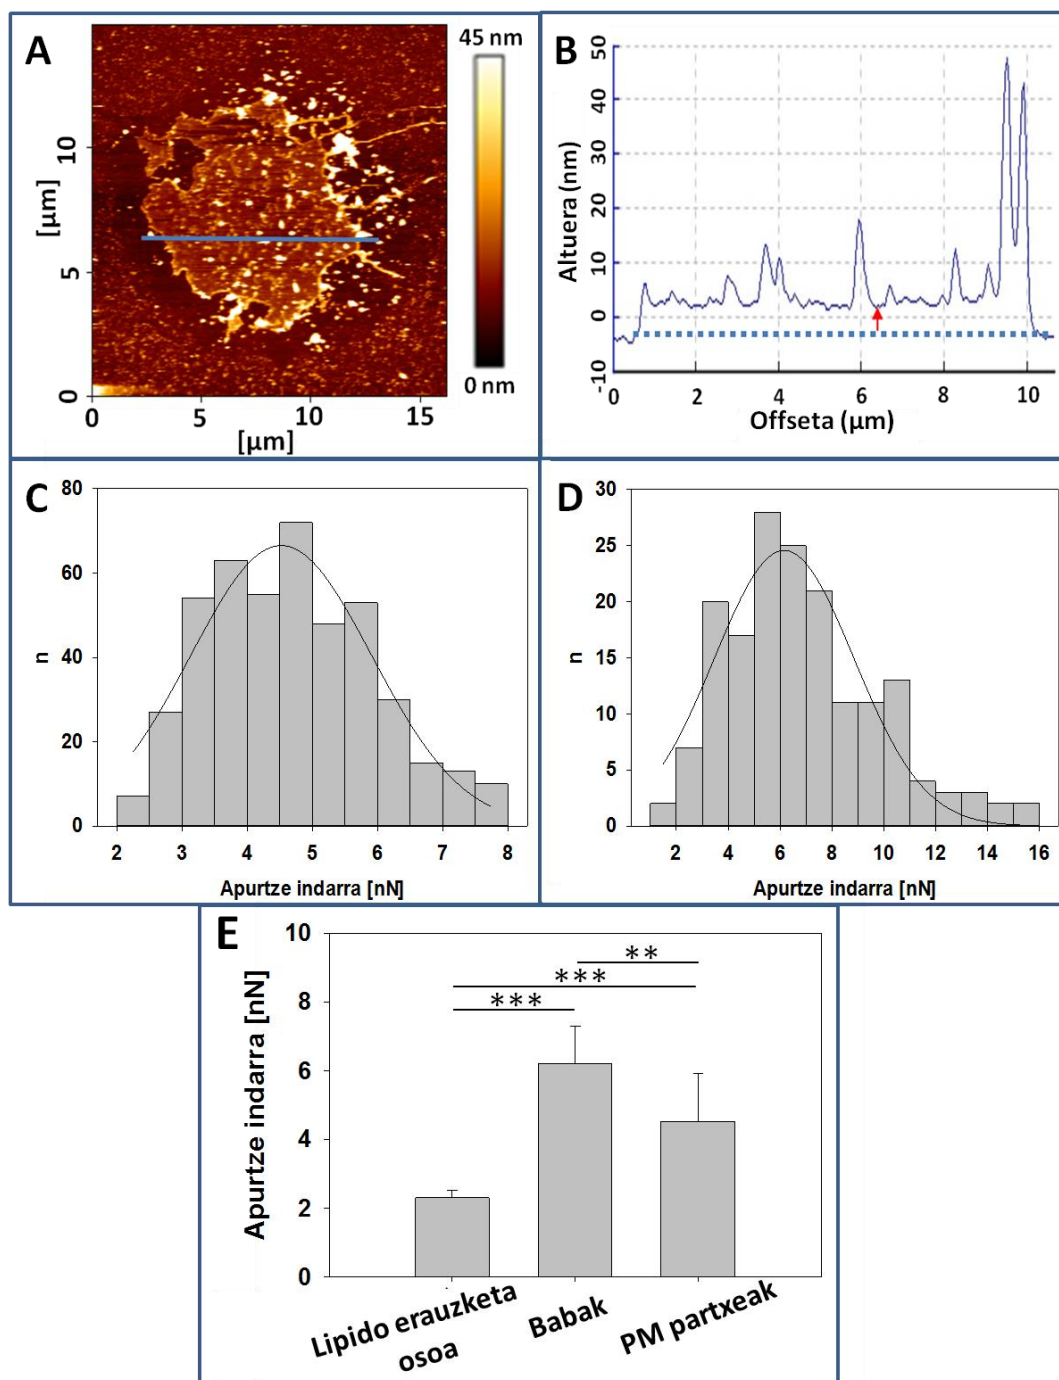 A
45 nm
0 nm
[µm]
10
5
0
0
5
10
15
[µm]
B
Altuera (nm)
50
40
30
20
10
0
-10
0
2
4
6
8
10
Offseta (µm)
C
n
80
60
40
20
0
2
3
4
5
6
7
8
Apurtze indarra [nN]
D
n
30
25
20
15
10
5
0
2
4
6
8
10
12
14
16
Apurtze indarra [nN]
E
Apurtze indarra [nN]
10
8
6
4
2
0
**
***
***
Lipido erauzketa
osoa
Babak
PM partxeak